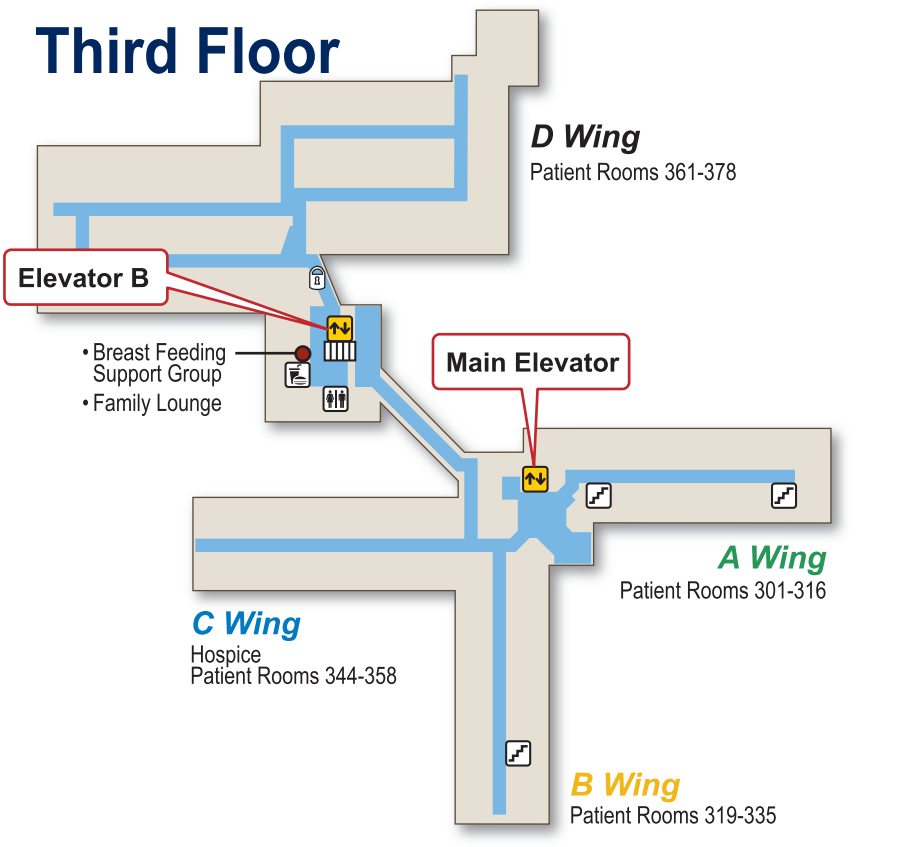 Third Floor
D Wing
Patient Rooms 361-378
Elevator B
• Breast Feeding
Support Group
• Family Lounge
Main Elevator
A Wing
Patient Rooms 301-316
C Wing
Hospice
Patient Rooms 344-358
B Wing
Patient Rooms 319-335